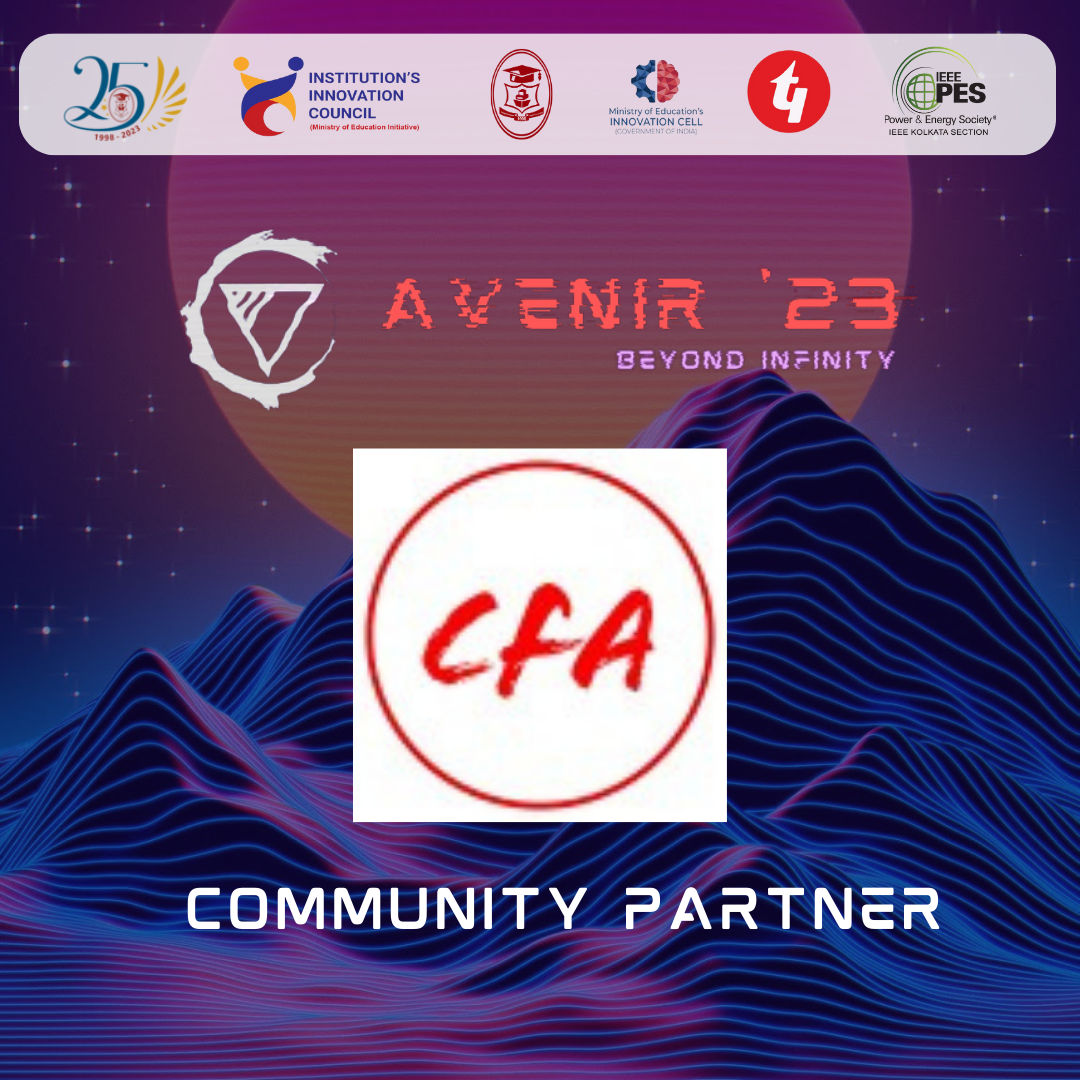 25
1998 - 2023
INSTITUTION'S
INNOVATION
COUNCIL
(Ministry of Education Initiative)
Ministry of Education's
INNOVATION CELL
(GOVERNMENT OF INDIA)
IEEE
PES
Power & Energy Society®
IEEE KOLKATA SECTION
AVENIR '23
BEYOND INFINITY
CFA
COMMUNITY PARTNER